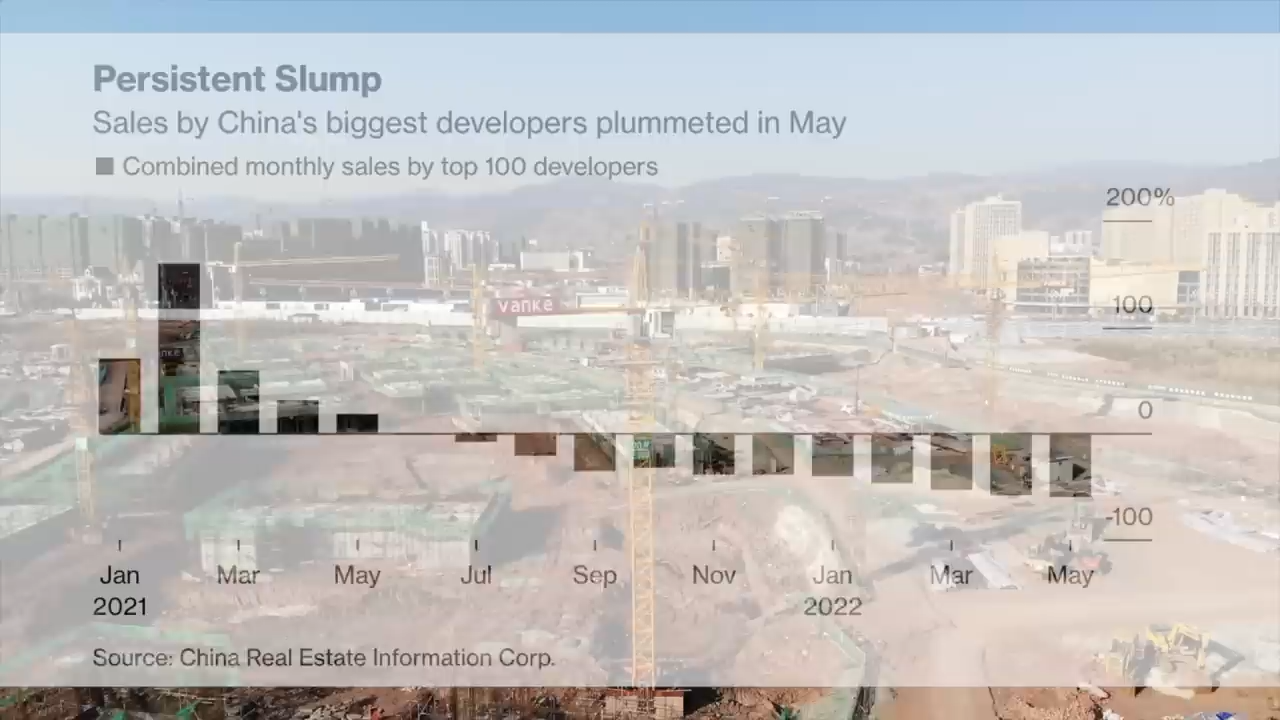 Persistent Slump
Sales by China's biggest developers plummeted in May
Combined monthly sales by top 100 developers
200%
vanke
100
0
-100
Jan Mar May Jul Sep Nov Jan Mar May
2021 2022
Source: China Real Estate Information Corp.